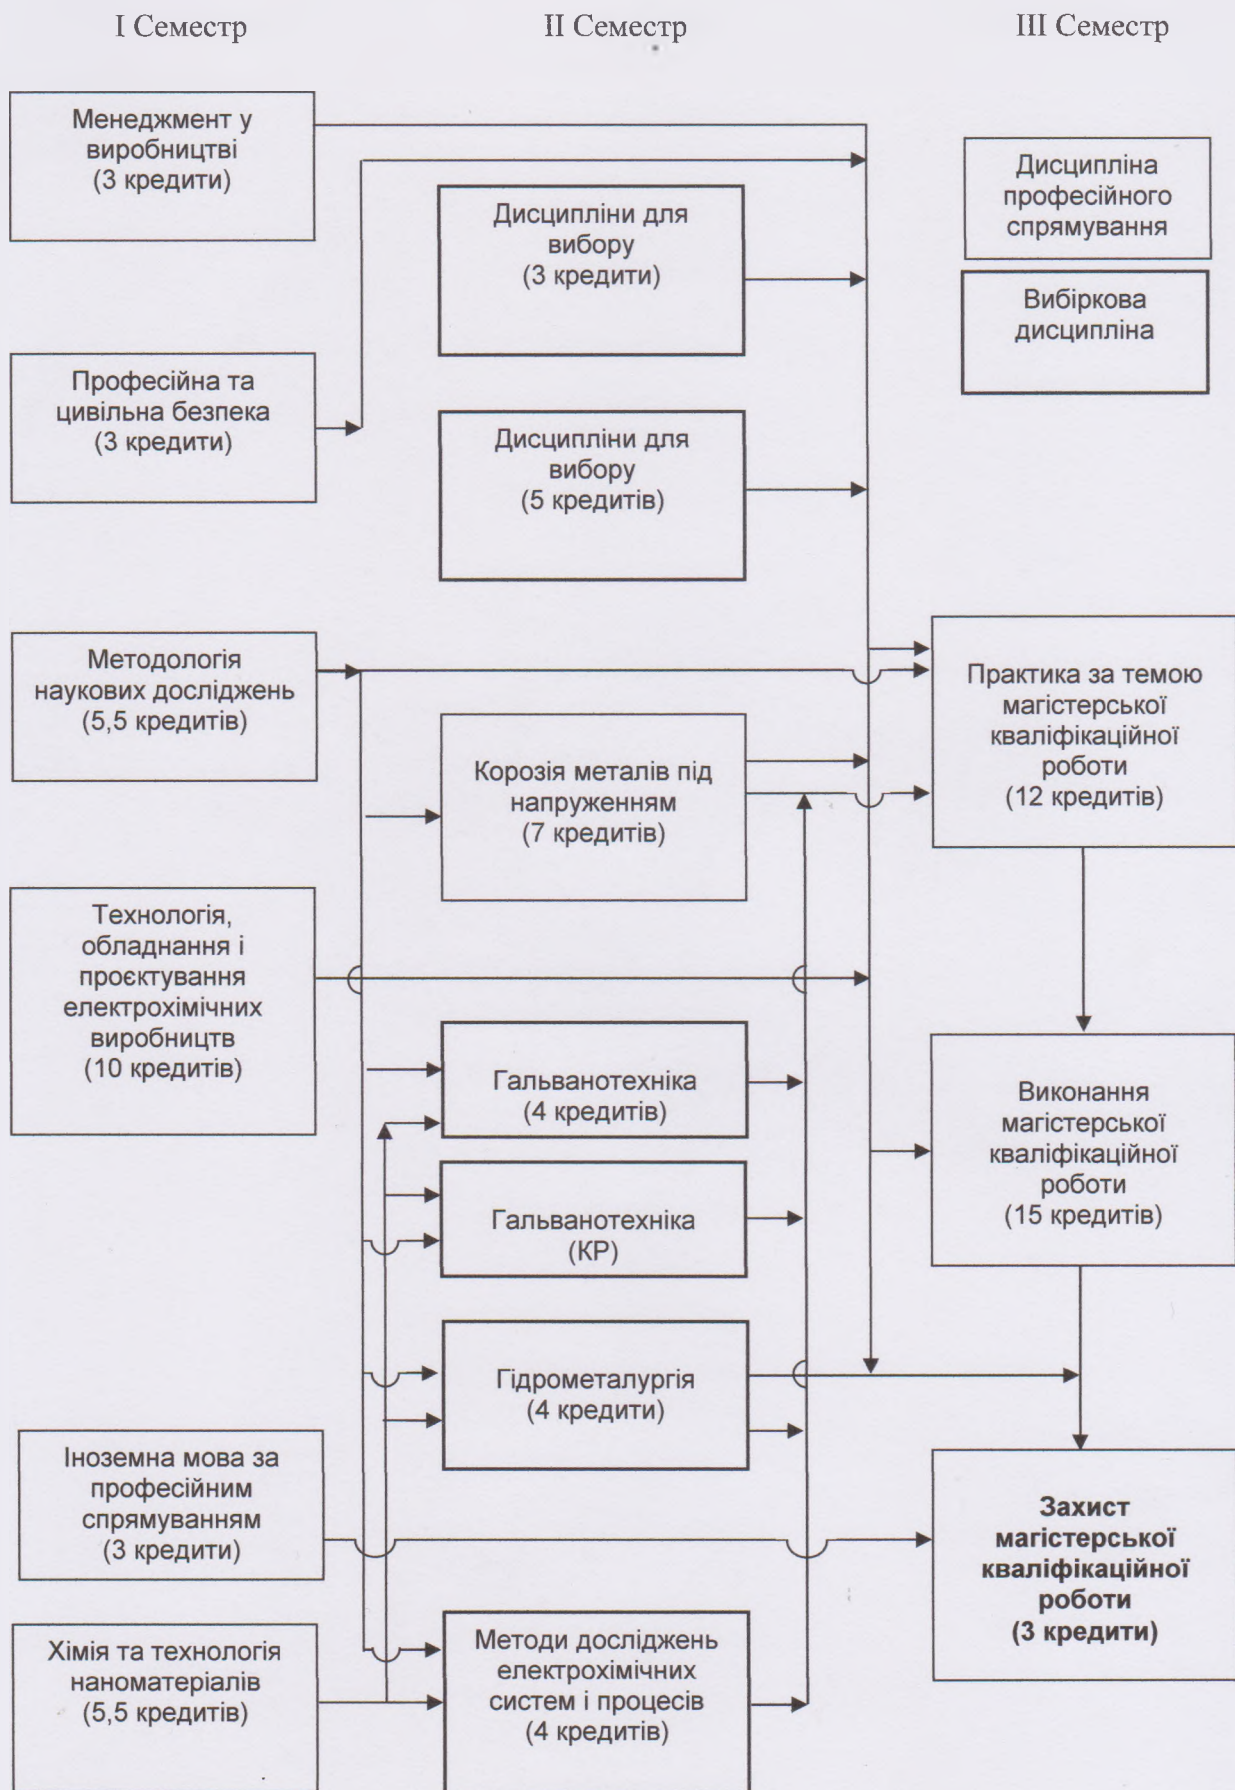 I Семестр
II Семестр
III Семестр
Менеджмент у
виробництві
(3 кредити)
Професійна та
цивільна безпека
(3 кредити)
Методологія
наукових досліджень
(5,5 кредитів)
Технологія,
обладнання і
проєктування
електрохімічних
виробництв
(10 кредитів)
Іноземна мова за
професійним
спрямуванням
(3 кредити)
Хімія та технологія
наноматеріалів
(5,5 кредитів)
Дисципліни для
вибору
(3 кредити)
Дисципліни для
вибору
(5 кредитів)
Корозія металів під
напруженням
(7 кредитів)
Гальванотехніка
(4 кредитів)
Гальванотехніка
(КР)
Гідрометалургія
(4 кредити)
Методи досліджень
електрохімічних
систем і процесів
(4 кредитів)
Дисципліна
професійного
спрямування
Вибіркова
дисципліна
Практика за темою
магістерської
кваліфікаційної
роботи
(12 кредитів)
Виконання
магістерської
кваліфікаційної
роботи
(15 кредитів)
Захист
магістерської
кваліфікаційної
роботи
(3 кредити)